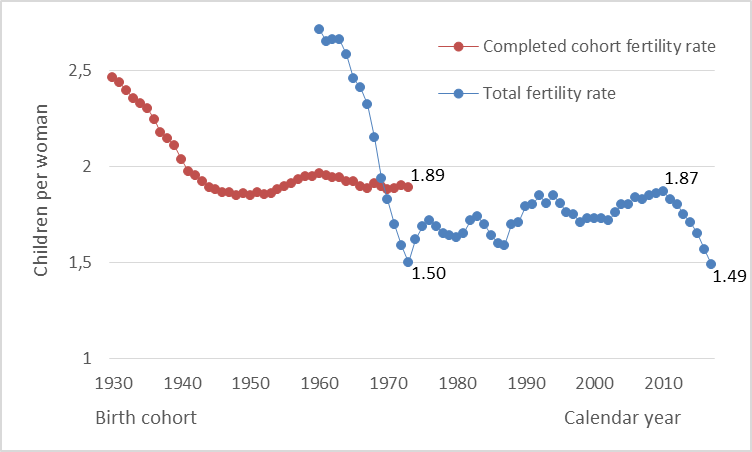 Completed cohort fertility rate
Total fertility rate
Children per woman
2,5
2
1,5
1
1.89
1.50
1.87
1.49
1930 1940 1950 1960 1970 1980 1990 2000 2010
Birth cohort Calendar year